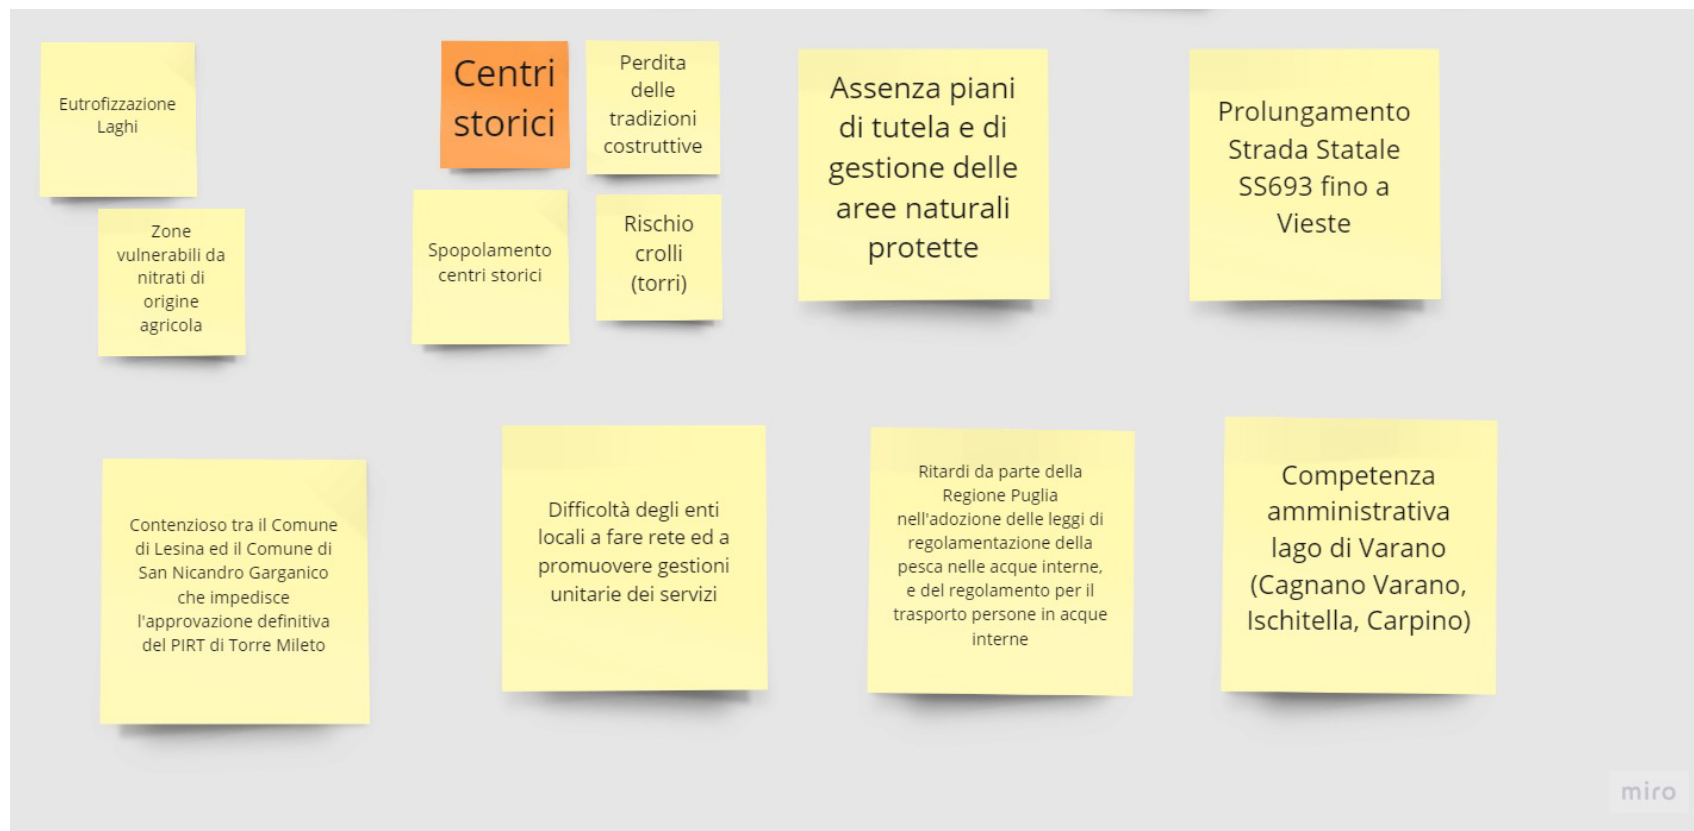 Eutrofizzazione
Laghi
Zone
vulnerabili da
nitrati di
origine
agricola
Centri
storici
Perdita
delle
tradizioni
costruttive
Spopolamento
centri storici
Rischio
crolli
(torri)
Assenza piani
di tutela e di
gestione delle
aree naturali
protette
Prolungamento
Strada Statale
SS693 fino a
Vieste
Contenzioso tra il Comune
di Lesina ed il Comune di
San Nicandro Garganico
che impedisce
l'approvazione definitiva
del PIRT di Torre Mileto
Difficoltà degli enti
locali a fare rete ed a
promuovere gestioni
unitarie dei servizi
Ritardi da parte della
Regione Puglia
nell'adozione delle leggi di
regolamentazione della
pesca nelle acque interne,
e del regolamento per il
trasporto persone in acque
interne
Competenza
amministrativa
lago di Varano
(Cagnano Varano,
Ischitella, Carpino)
miro